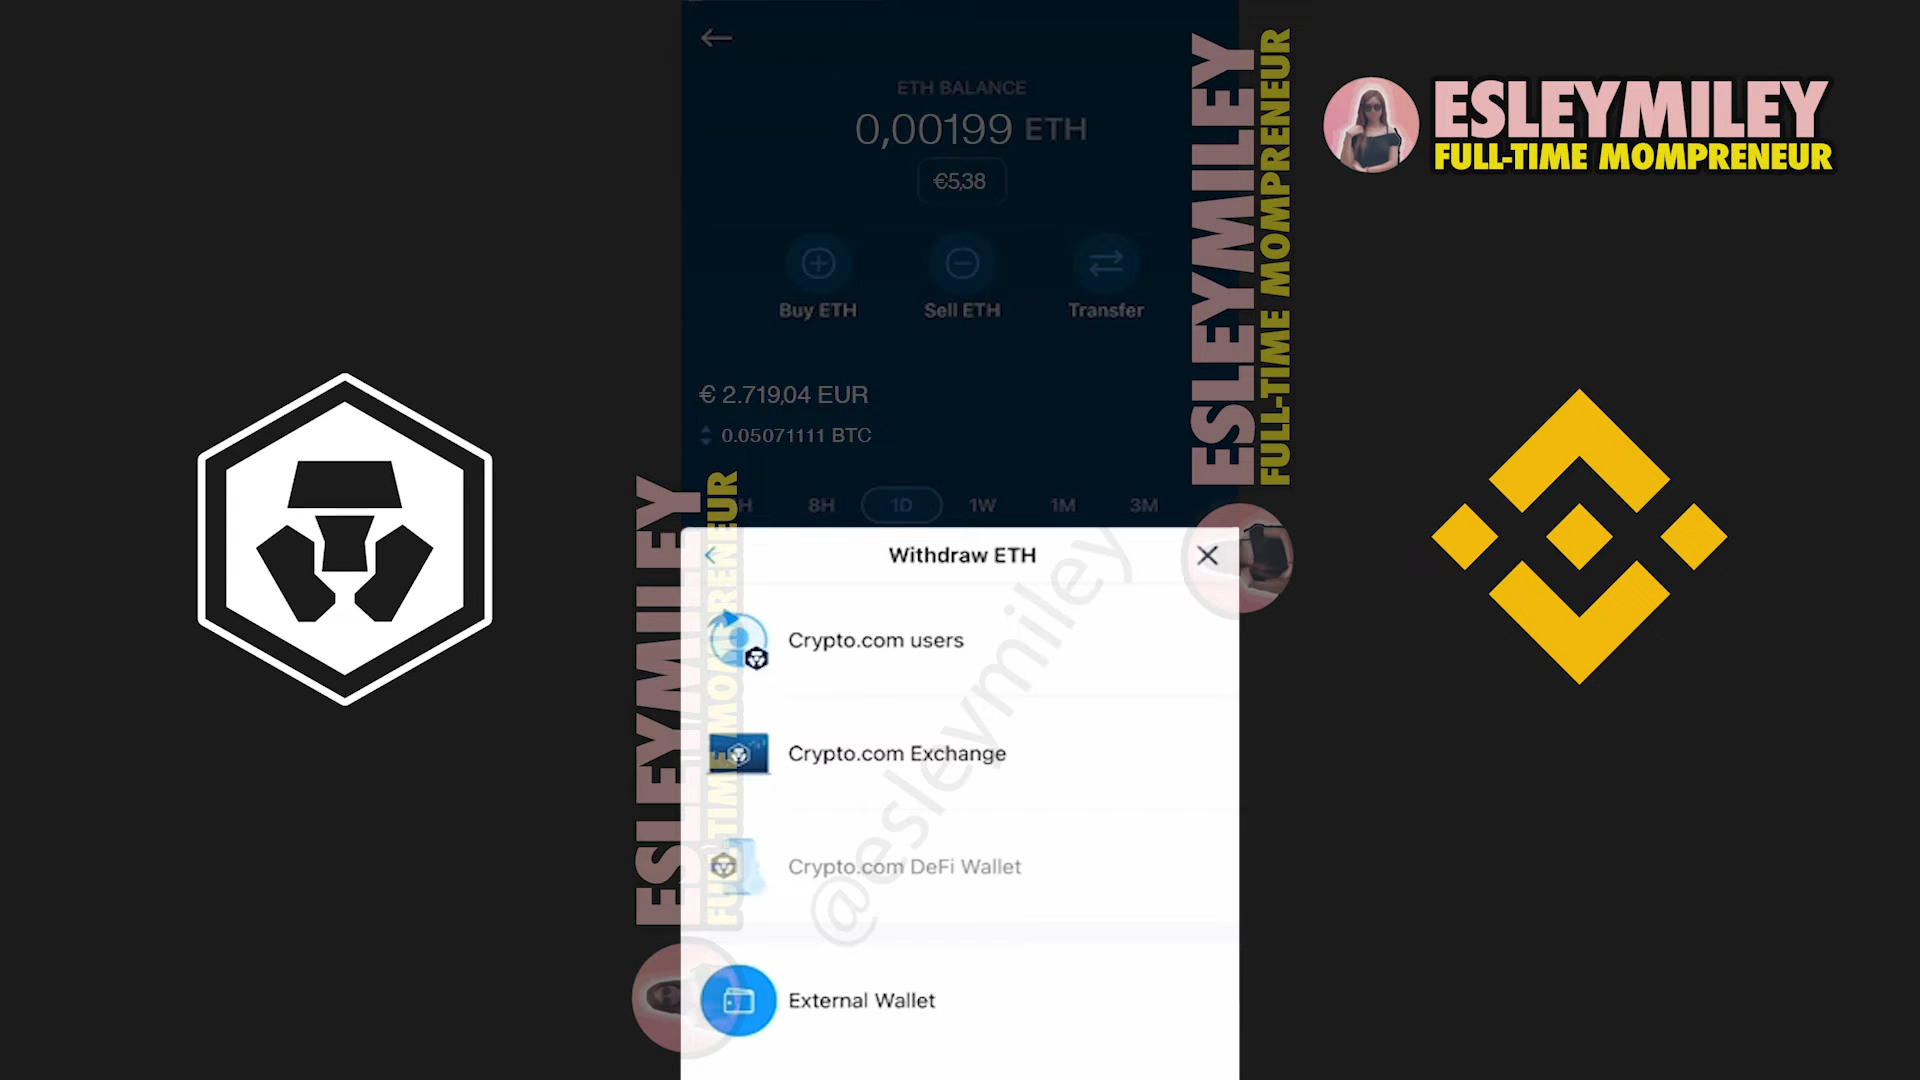 ETH BALANCE
0,00199 ETH
€5,38
Buy ETH
Sell ETH
Transfer
€ 2.719,04 EUR
0.05071111 BTC
H 8H 1D 1W 1M 3M
Withdraw ETH
Crypto.com users
Crypto.com Exchange
Crypto.com DeFi Wallet
External Wallet
@esleymiley
ESLEYMILEY
FULL-TIME MOMPRENEUR
ESLEYMILEY
FULL-TIME MOMPRENEUR
ESLEYMILEY
FULL-TIME MOMPRENEUR